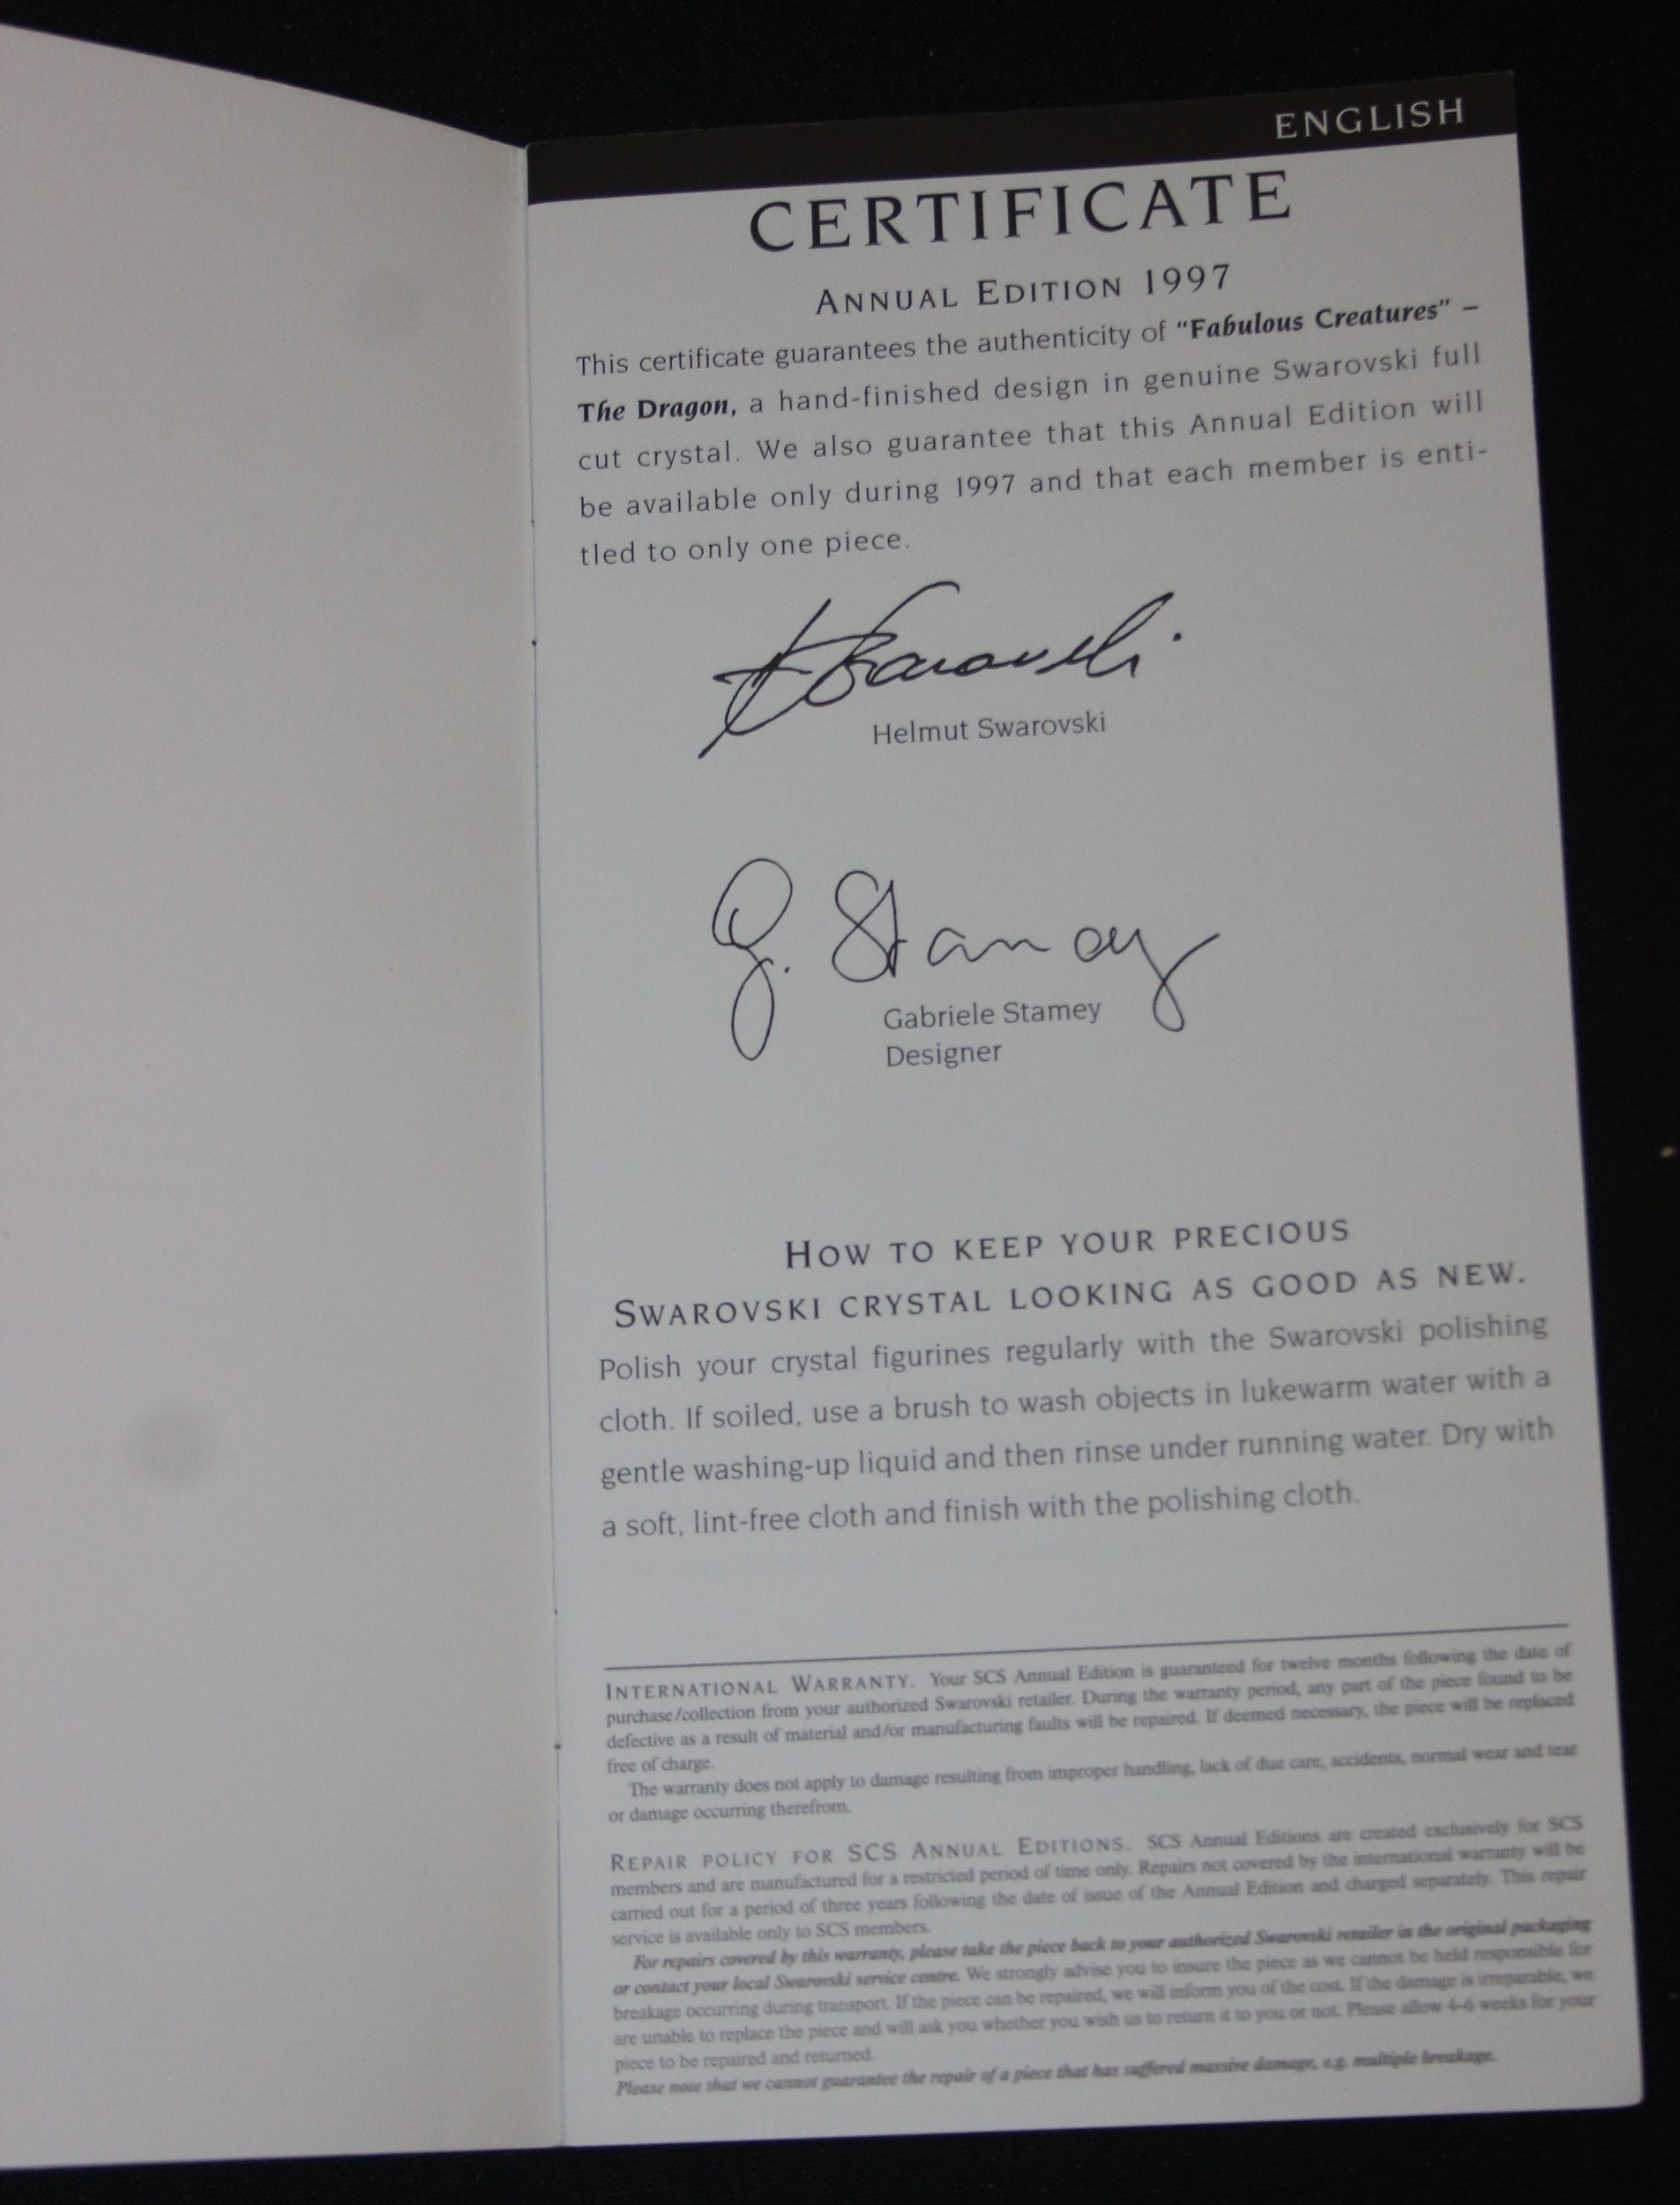 ENGLISH
CERTIFICATE
ANNUAL EDITION 1997
This certificate guarantees the authenticity of “Fabulous Creatures” –
The Dragon, a hand-finished design in genuine Swarovski full
cut crystal. We also guarantee that this Annual Edition will
be available only during 1997 and that each member is enti-
tled to only one piece.
Helmut Swarovski
G. Stamey
Gabriele Stamey
Designer
HOW TO KEEP YOUR PRECIOUS
SWAROVSKI CRYSTAL LOOKING AS GOOD AS NEW.
Polish your crystal figurines regularly with the Swarovski polishing
cloth. If soiled, use a brush to wash objects in lukewarm water with a
gentle washing-up liquid and then rinse under running water. Dry with
a soft, lint-free cloth and finish with the polishing cloth.
INTERNATIONAL WARRANTY. Your SCS Annual Edition is guaranteed for twelve months following the date of
purchase/collection from your authorized Swarovski retailer. During the warranty period, any part of the piece found to be
defective as a result of material and/or manufacturing faults will be repaired. If deemed necessary, the piece will be replaced
free of charge.
The warranty does not apply to damage resulting from improper handling, lack of due care, accidents, normal wear and tear
or damage occurring therefrom.
REPAIR POLICY FOR SCS ANNUAL EDITIONS. SCS Annual Editions are created exclusively for SCS
members and are manufactured for a restricted period of time only. Repairs not covered by the international warranty will be
carried out for a period of three years following the date of issue of the Annual Edition and charged separately. This repair
service is available only to SCS members.
For repairs covered by this warranty, please take the piece back to your authorized Swarovski retailer in the original packaging
or contact your local Swarovski service centre. We strongly advise you to insure the piece as we cannot be held responsible for
breakage occurring during transport. If the piece can be repaired, we will inform you of the cost. If the damage is irreparable, we
are unable to replace the piece and will ask you whether you wish us to return it to you or not. Please allow 4-6 weeks for your
piece to be repaired and returned.
Please note that we cannot guarantee the repair of a piece that has suffered massive damage, e.g. multiple breakage.